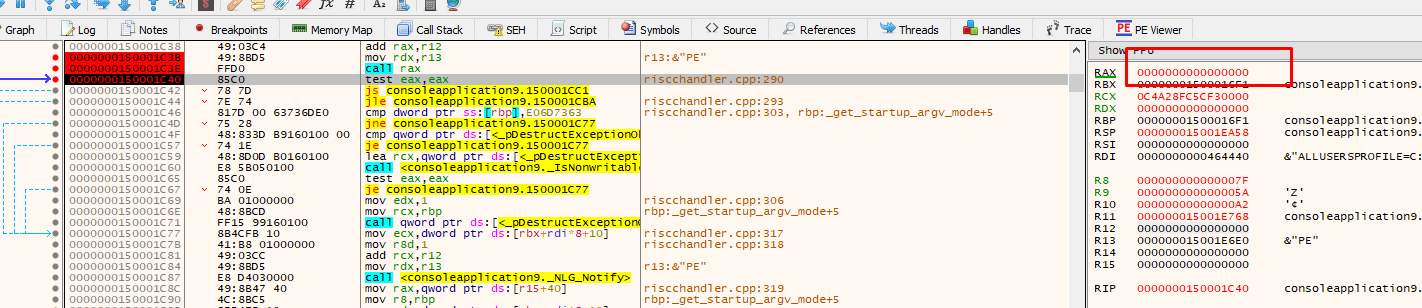 Graph Log Notes Breakpoints Memory Map Call Stack SEH Script Symbols Source References Threads Handles Trace PE PE Viewer
0000000150001C38 49:03C4 add rax,r12
0000000150001C3B 49:8BD5 mov rdx,r13 r13:&"PE"
0000000150001C3E FFD0 call rax
0000000150001C40 85C0 test eax,eax riscchandler.cpp:290
0000000150001C42 78 7D js consoleapplication9.150001CC1
0000000150001C44 7E 74 jle consoleapplication9.150001CBA riscchandler.cpp:293
0000000150001C46 817D 00 63736DE0 cmp dword ptr ss:[rbp],E06D7363 riscchandler.cpp:303, rbp:_get_startup_argv_mode+5
0000000150001C4D 75 28 jne consoleapplication9.150001C77
0000000150001C4F 48:833D B9160100 00 cmp qword ptr ds:[<_pDestructExceptionOb
0000000150001C57 74 1E je consoleapplication9.150001C77
0000000150001C59 48:8D0D B0160100 lea rcx,qword ptr ds:[<_pDestructExcept
0000000150001C60 E8 5B050100 call <consoleapplication9._IsNonwritabl
0000000150001C65 85C0 test eax,eax
0000000150001C67 74 0E je consoleapplication9.150001C77
0000000150001C69 BA 01000000 mov edx,1 riscchandler.cpp:306
0000000150001C6E 48:8BCD mov rcx,rbp rbp:_get_startup_argv_mode+5
0000000150001C71 FF15 99160100 call qword ptr ds:[<_pDestructExceptionO
0000000150001C77 8B4CFB 10 mov ecx,dword ptr ds:[rbx+rdi*8+10] riscchandler.cpp:317
0000000150001C7B 41:B8 01000000 mov r8d,1 riscchandler.cpp:318
0000000150001C81 49:03CC add rcx,r12
0000000150001C84 49:8BD5 mov rdx,r13 r13:&"PE"
0000000150001C87 E8 D4030000 call <consoleapplication9._NLG_Notify>
0000000150001C8C 49:8B47 40 mov rax,qword ptr ds:[r15+40] riscchandler.cpp:319
0000000150001C90 4C:8BC5 mov r8,rbp rbp:_get_startup_argv_mode+5
Show FPU
RAX 0000000000000000
RBX 00000001500016F1 consoleapplication9.
RCX 0C4A28FC5CF30000
RDX 0000000000000000
RBP 00000001500016F1 consoleapplication9.
RSP 000000015001EA58 consoleapplication9.
RSI 0000000000000000
RDI 0000000000464440 &"ALLUSERSPROFILE=C:
R8 000000000000007F
R9 000000000000005A 'Z'
R10 00000000000000A2 '¢'
R11 000000015001E768 consoleapplication9.
R12 0000000000000000
R13 000000015001E6E0 &"PE"
R14 0000000000000000
R15 0000000000000000
RIP 0000000150001C40 consoleapplication9.